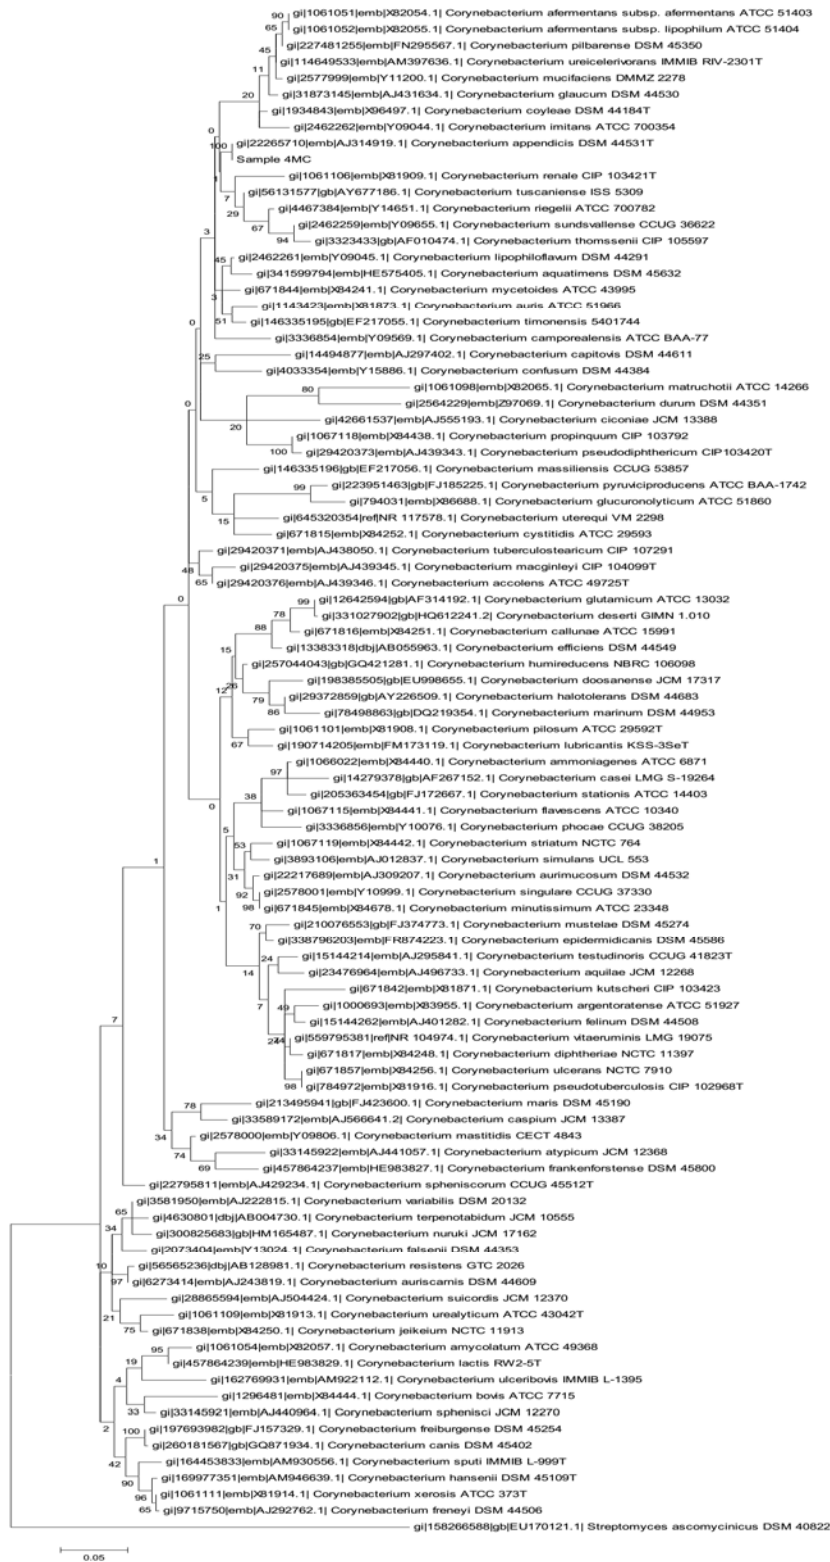 gi|1061051|emb|X82054.1| Corynebacterium afermentans subsp. afermentans ATCC 51403
90
gi|1061052|emb|X82055.1| Corynebacterium afermentans subsp. lipophilum ATCC 51404
65
gi|227481255|emb|FN295567.1| Corynebacterium pilbarense DSM 45350
45
gi|114649533|emb|AM397636.1| Corynebacterium ureicelerivorans IMMIB RIV-2301T
11
gi|2577999|emb|Y11200.1| Corynebacterium mucifaciens DMMZ 2278
gi|31873145|emb|AJ431634.1| Corynebacterium glaucum DSM 44530
20
gi|1934843|emb|X96497.1| Corynebacterium coyleae DSM 44184T
gi|2462262|emb|Y09044.1| Corynebacterium imitans ATCC 700354
0
gi|22265710|emb|AJ314919.1| Corynebacterium appendicis DSM 44531T
100
Sample 4MC
gi|1061106|emb|X81909.1| Corynebacterium renale CIP 103421T
1
gi|56131577|gb|AY677186.1| Corynebacterium tuscaniense ISS 5309
7
gi|4467384|emb|Y14651.1| Corynebacterium riegelii ATCC 700782
29
gi|2462259|emb|Y09655.1| Corynebacterium sundsvallense CCUG 36622
67
gi|3323433|gb|AF010474.1| Corynebacterium thomssenii CIP 105597
94
3
gi|2462261|emb|Y09045.1| Corynebacterium lipophiloflavum DSM 44291
45
gi|341599794|emb|HE575405.1| Corynebacterium aquatimens DSM 45632
gi|671844|emb|X84241.1| Corynebacterium mycetoides ATCC 43995
3
gi|1143423|emb|X81873.1| Corynebacterium auris ATCC 51966
51
gi|146335195|gb|EF217055.1| Corynebacterium timonensis 5401744
0
gi|3336854|emb|Y09569.1| Corynebacterium camporealensis ATCC BAA-77
gi|14494877|emb|AJ297402.1| Corynebacterium capitovis DSM 44611
25
gi|4033354|emb|Y15886.1| Corynebacterium confusum DSM 44384
gi|1061098|emb|X82065.1| Corynebacterium matruchotii ATCC 14266
80
gi|2564229|emb|Z97069.1| Corynebacterium durum DSM 44351
0
gi|42661537|emb|AJ555193.1| Corynebacterium ciconiae JCM 13388
20
gi|1067118|emb|X84438.1| Corynebacterium propinquum CIP 103792
100
gi|29420373|emb|AJ439343.1| Corynebacterium pseudodiphthericum CIP103420T
gi|146335196|gb|EF217056.1| Corynebacterium massiliensis CCUG 53857
gi|223951463|gb|FJ185225.1| Corynebacterium pyruviciproducens ATCC BAA-1742
99
5
gi|794031|emb|X86688.1| Corynebacterium glucuronolyticum ATCC 51860
gi|645320354|ref|NR 117578.1| Corynebacterium uterequi VM 2298
15
gi|671815|emb|X84252.1| Corynebacterium cystitidis ATCC 29593
gi|29420371|emb|AJ438050.1| Corynebacterium tuberculostearicum CIP 107291
48
gi|29420375|emb|AJ439345.1| Corynebacterium macginleyi CIP 104099T
65
gi|29420376|emb|AJ439346.1| Corynebacterium accolens ATCC 49725T
0
gi|12642594|gb|AF314192.1| Corynebacterium glutamicum ATCC 13032
99
gi|331027902|gb|HQ612241.2| Corynebacterium deserti GIMN 1.010
78
gi|671816|emb|X84251.1| Corynebacterium callunae ATCC 15991
88
gi|13383318|dbj|AB055963.1| Corynebacterium efficiens DSM 44549
15
gi|257044043|gb|GQ421281.1| Corynebacterium humireducens NBRC 106098
26
gi|198385505|gb|EU998655.1| Corynebacterium doosanense JCM 17317
12
gi|29372859|gb|AY226509.1| Corynebacterium halotolerans DSM 44683
79
gi|78498863|gb|DQ219354.1| Corynebacterium marinum DSM 44953
86
gi|1061101|emb|X81908.1| Corynebacterium pilosum ATCC 29592T
67
gi|190714205|emb|FM173119.1| Corynebacterium lubricantis KSS-3SeT
gi|1066022|emb|X84440.1| Corynebacterium ammoniagenes ATCC 6871
97
gi|14279378|gb|AF267152.1| Corynebacterium casei LMG S-19264
gi|205363454|gb|FJ172667.1| Corynebacterium stationis ATCC 14403
38
0
gi|1067115|emb|X84441.1| Corynebacterium flavescens ATCC 10340
gi|3336856|emb|Y10076.1| Corynebacterium phocae CCUG 38205
5
gi|1067119|emb|X84442.1| Corynebacterium striatum NCTC 764
53
gi|3893106|emb|AJ012837.1| Corynebacterium simulans UCL 553
1
gi|22217689|emb|AJ309207.1| Corynebacterium aurimucosum DSM 44532
31
gi|2578001|emb|Y10999.1| Corynebacterium singulare CCUG 37330
92
gi|671845|emb|X84678.1| Corynebacterium minutissimum ATCC 23348
98
1
gi|210076553|gb|FJ374773.1| Corynebacterium mustelae DSM 45274
70
gi|338796203|emb|FR874223.1| Corynebacterium epidermidicanis DSM 45586
gi|15144214|emb|AJ295841.1| Corynebacterium testudinoris CCUG 41823T
24
gi|23476964|emb|AJ496733.1| Corynebacterium aquilae JCM 12268
14
gi|671842|emb|X81871.1| Corynebacterium kutscheri CIP 103423
7
gi|1000693|emb|X83955.1| Corynebacterium argentoratense ATCC 51927
49
gi|15144262|emb|AJ401282.1| Corynebacterium felinum DSM 44508
7
gi|559795381|ref|NR 104974.1| Corynebacterium vitaeruminis LMG 19075
gi|671817|emb|X84248.1| Corynebacterium diphtheriae NCTC 11397
gi|671857|emb|X84256.1| Corynebacterium ulcerans NCTC 7910
98
gi|784972|emb|X81916.1| Corynebacterium pseudotuberculosis CIP 102968T
gi|213495941|gb|FJ423600.1| Corynebacterium maris DSM 45190
78
gi|33589172|emb|AJ566641.2| Corynebacterium caspium JCM 13387
34
gi|2578000|emb|Y09806.1| Corynebacterium mastitidis CECT 4843
gi|33145922|emb|AJ441057.1| Corynebacterium atypicum JCM 12368
74
gi|457864237|emb|HE983827.1| Corynebacterium frankenforstense DSM 45800
69
gi|22795811|emb|AJ429234.1| Corynebacterium spheniscorum CCUG 45512T
gi|3581950|emb|AJ222815.1| Corynebacterium variabilis DSM 20132
65
gi|4630801|dbj|AB004730.1| Corynebacterium terpenotabidum JCM 10555
34
gi|300825683|gb|HM165487.1| Corynebacterium nuruki JCM 17162
gi|2073404|emb|Y13024.1| Corynebacterium falsenii DSM 44353
10
gi|56565236|dbj|AB128981.1| Corynebacterium resistens GTC 2026
97
gi|6273414|emb|AJ243819.1| Corynebacterium auriscarnis DSM 44609
gi|28865594|emb|AJ504424.1| Corynebacterium suicordis JCM 12370
21
gi|1061109|emb|X81913.1| Corynebacterium urealyticum ATCC 43042T
75
gi|671838|emb|X84250.1| Corynebacterium jeikeium NCTC 11913
gi|1061054|emb|X82057.1| Corynebacterium amycolatum ATCC 49368
95
gi|457864239|emb|HE983829.1| Corynebacterium lactis RW2-5T
19
gi|162769931|emb|AM922112.1| Corynebacterium ulceribovis IMMIB L-1395
4
gi|1296481|emb|X84444.1| Corynebacterium bovis ATCC 7715
33
gi|33145921|emb|AJ440964.1| Corynebacterium sphenisci JCM 12270
2
gi|197693982|gb|FJ157329.1| Corynebacterium freiburgense DSM 45254
100
gi|260181567|gb|GQ871934.1| Corynebacterium canis DSM 45402
42
gi|164453833|emb|AM930556.1| Corynebacterium sputi IMMIB L-999T
gi|169977351|emb|AM946639.1| Corynebacterium hansenii DSM 45109T
90
gi|1061111|emb|X81914.1| Corynebacterium xerosis ATCC 373T
96
gi|9715750|emb|AJ292762.1| Corynebacterium freneyi DSM 44506
65
gi|158266588|gb|EU170121.1| Streptomyces ascomycinicus DSM 40822
0.05